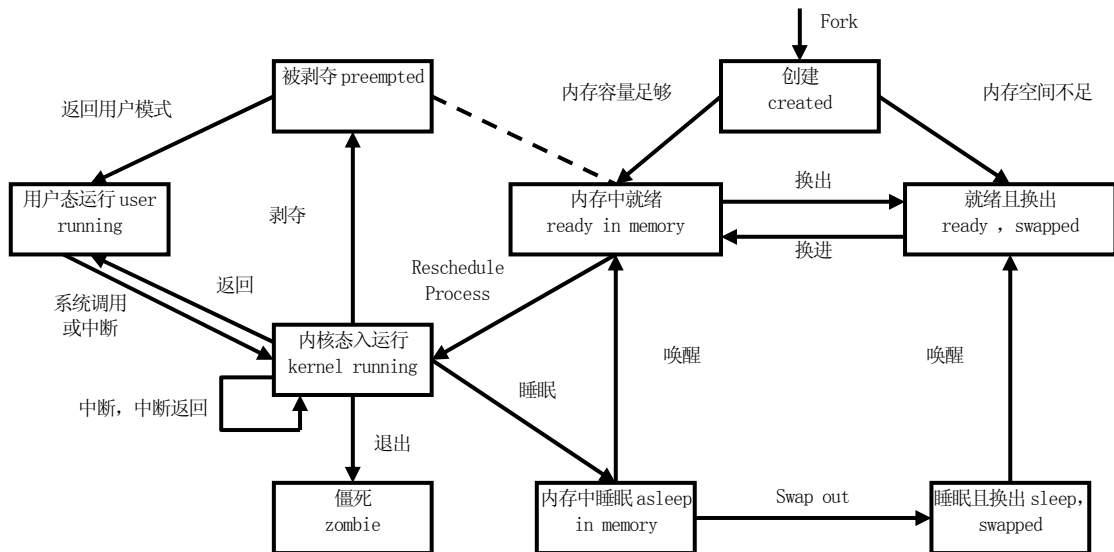 Fork
被剥夺 preempted
创建
created
内存容量足够
内存空间不足
返回用户模式
用户态运行 user
running
剥夺
内存中就绪
ready in memory
换出
就绪且换出
ready , swapped
换进
Reschedule
Process
返回
系统调用
或中断
内核态入运行
kernel running
唤醒
唤醒
睡眠
中断，中断返回
退出
僵死
zombie
内存中睡眠 asleep
in memory
Swap out
睡眠且换出 sleep，
swapped